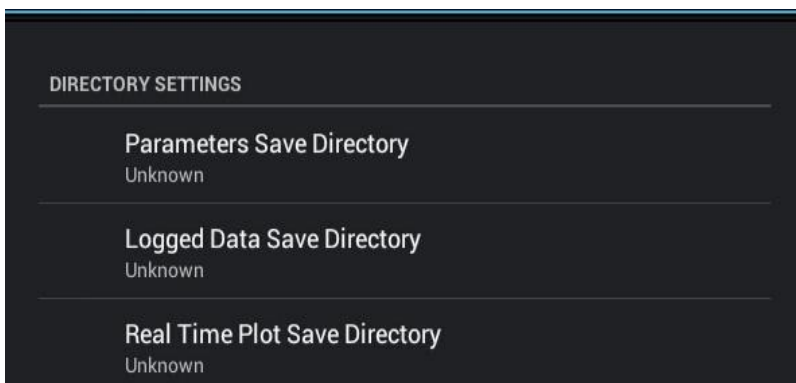 DIRECTORY SETTINGS
Parameters Save Directory
Unknown
Logged Data Save Directory
Unknown
Real Time Plot Save Directory
Unknown